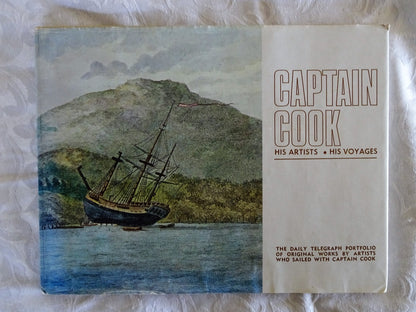 CAPTAIN
COOK
HIS ARTISTS • HIS VOYAGES
THE DAILY TELEGRAPH PORTFOLIO
OF ORIGINAL WORKS BY ARTISTS
WHO SAILED WITH CAPTAIN COOK